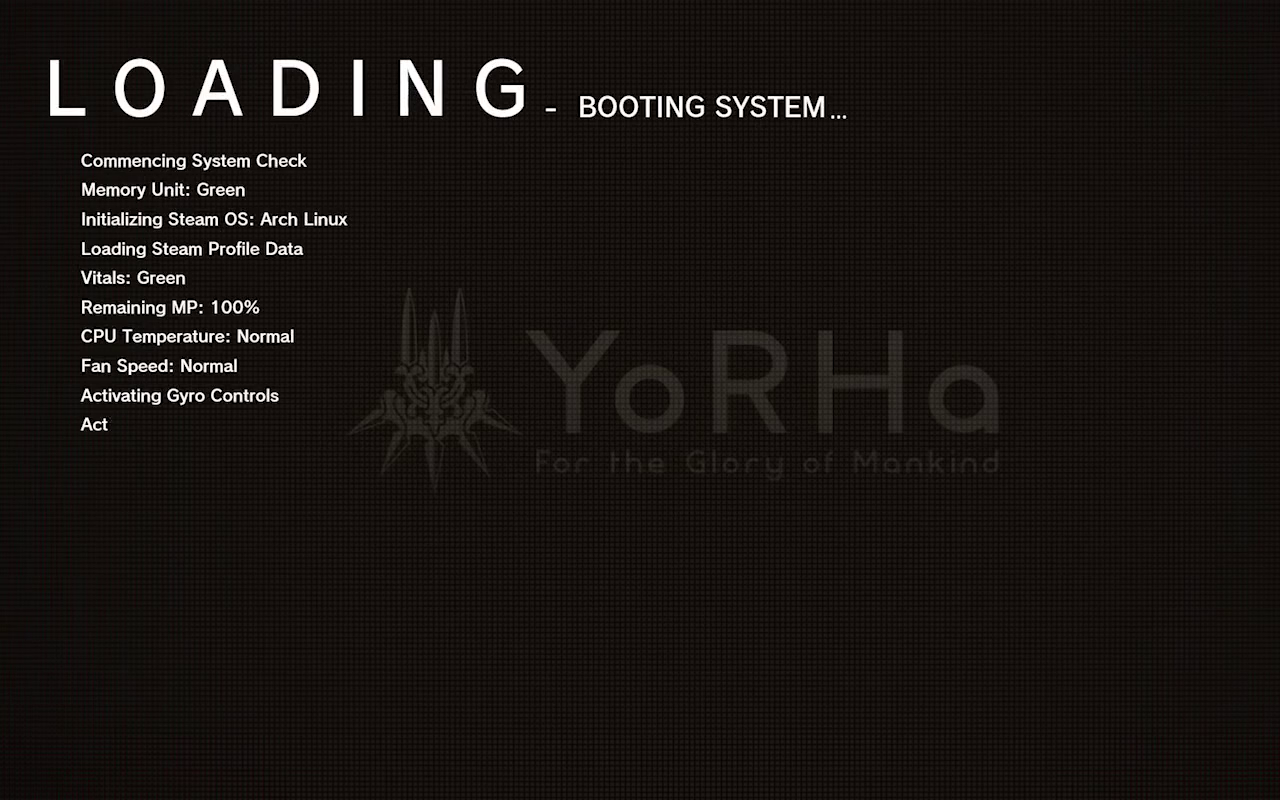 LOADING - BOOTING SYSTEM...
Commencing System Check
Memory Unit: Green
Initializing Steam OS: Arch Linux
Loading Steam Profile Data
Vitals: Green
Remaining MP: 100%
CPU Temperature: Normal
Fan Speed: Normal
Activating Gyro Controls
Act
YoRHa
For the Glory of Mankind